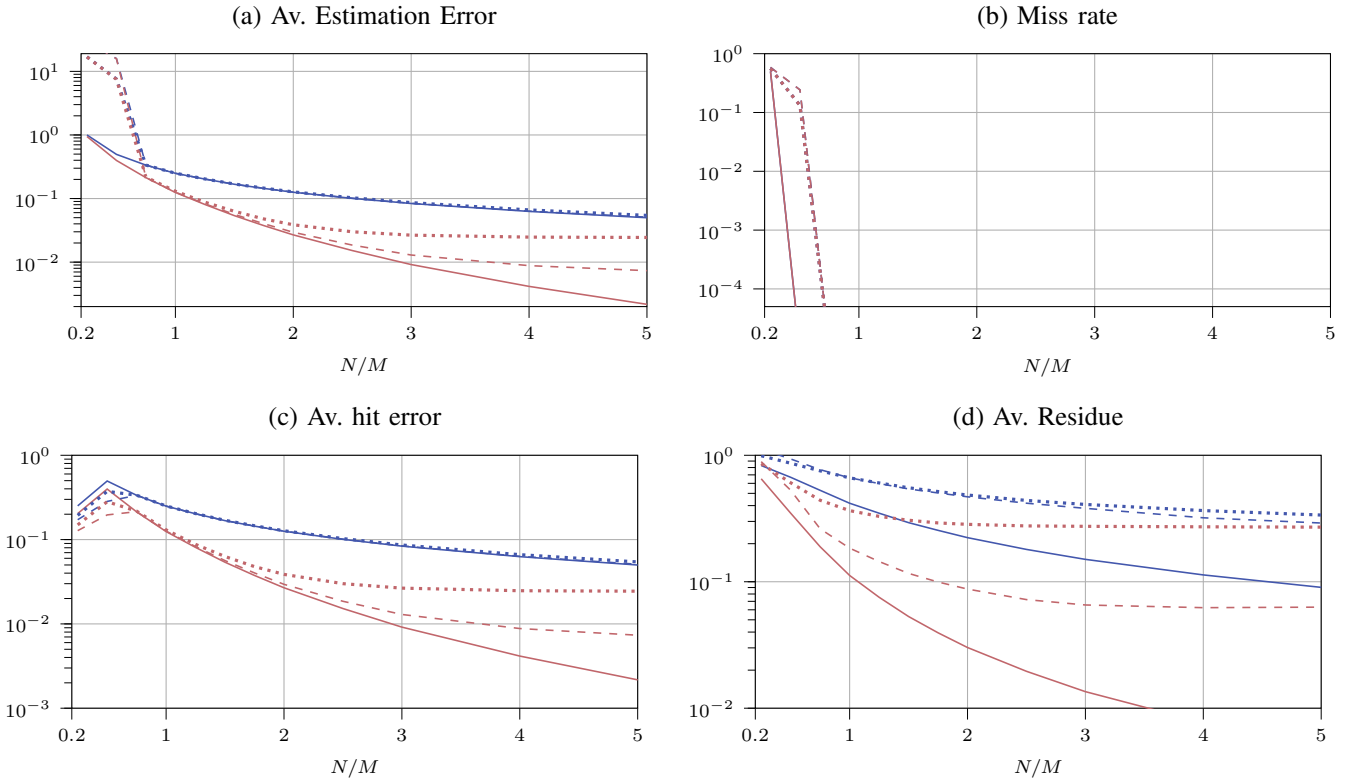 (a) Av. Estimation Error
10^1
10^0
10^{-1}
10^{-2}
0.2 1 2 3 4 5
N/M
(b) Miss rate
10^0
10^{-1}
10^{-2}
10^{-3}
10^{-4}
0.2 1 2 3 4 5
N/M
(c) Av. hit error
10^0
10^{-1}
10^{-2}
10^{-3}
0.2 1 2 3 4 5
N/M
(d) Av. Residue
10^0
10^{-1}
10^{-2}
0.2 1 2 3 4 5
N/M